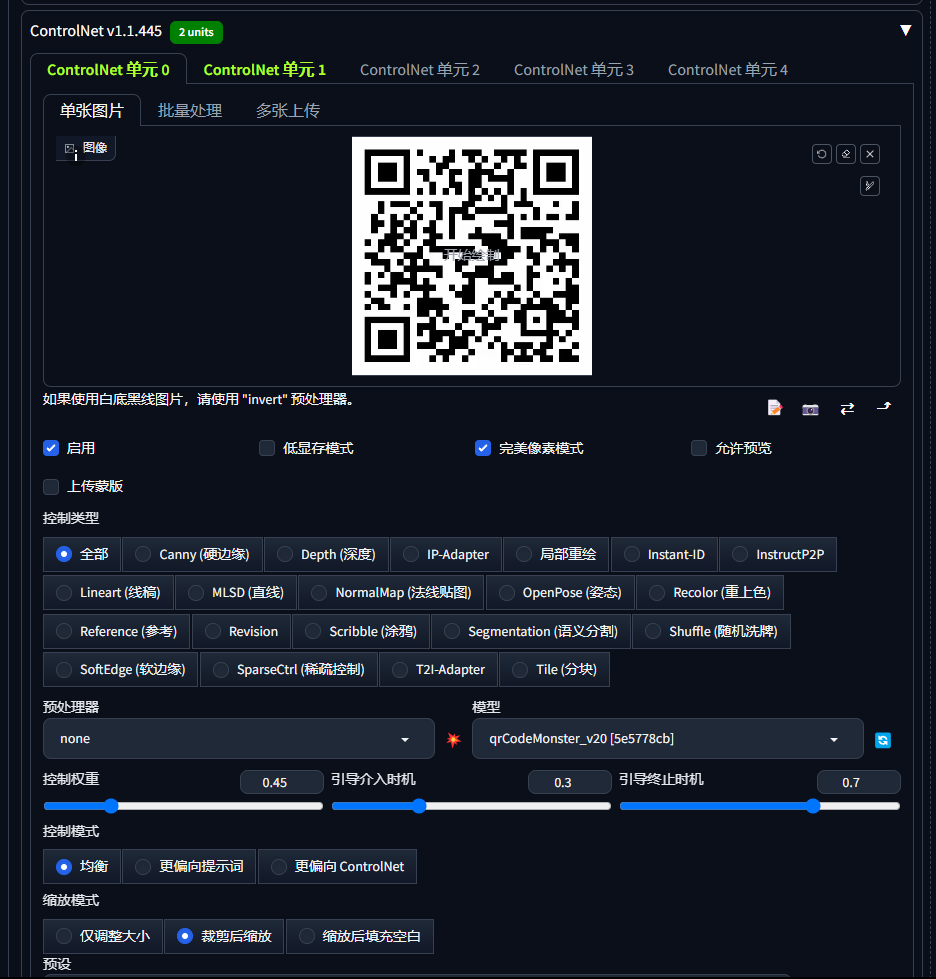 ControlNet v1.1.445 2 units
ControlNet 单元 0 ControlNet 单元 1 ControlNet 单元 2 ControlNet 单元 3 ControlNet 单元 4
单张图片 批量处理 多张上传
图像
开始绘制
如果使用白底黑线图片，请使用 "invert" 预处理器。
启用 低显存模式 完美像素模式 允许预览
上传蒙版
控制类型
全部 Canny (硬边缘) Depth (深度) IP-Adapter 局部重绘 Instant-ID InstructP2P
Lineart (线稿) MLSD (直线) NormalMap (法线贴图) OpenPose (姿态) Recolor (重上色)
Reference (参考) Revision Scribble (涂鸦) Segmentation (语义分割) Shuffle (随机洗牌)
SoftEdge (软边缘) SparseCtrl (稀疏控制) T2I-Adapter Tile (分块)
预处理器 模型
none qrCodeMonster_v20 [5e5778cb]
控制权重 0.45 引导介入时机 0.3 引导终止时机 0.7
控制模式
均衡 更偏向提示词 更偏向 ControlNet
缩放模式
仅调整大小 裁剪后缩放 缩放后填充空白
预设